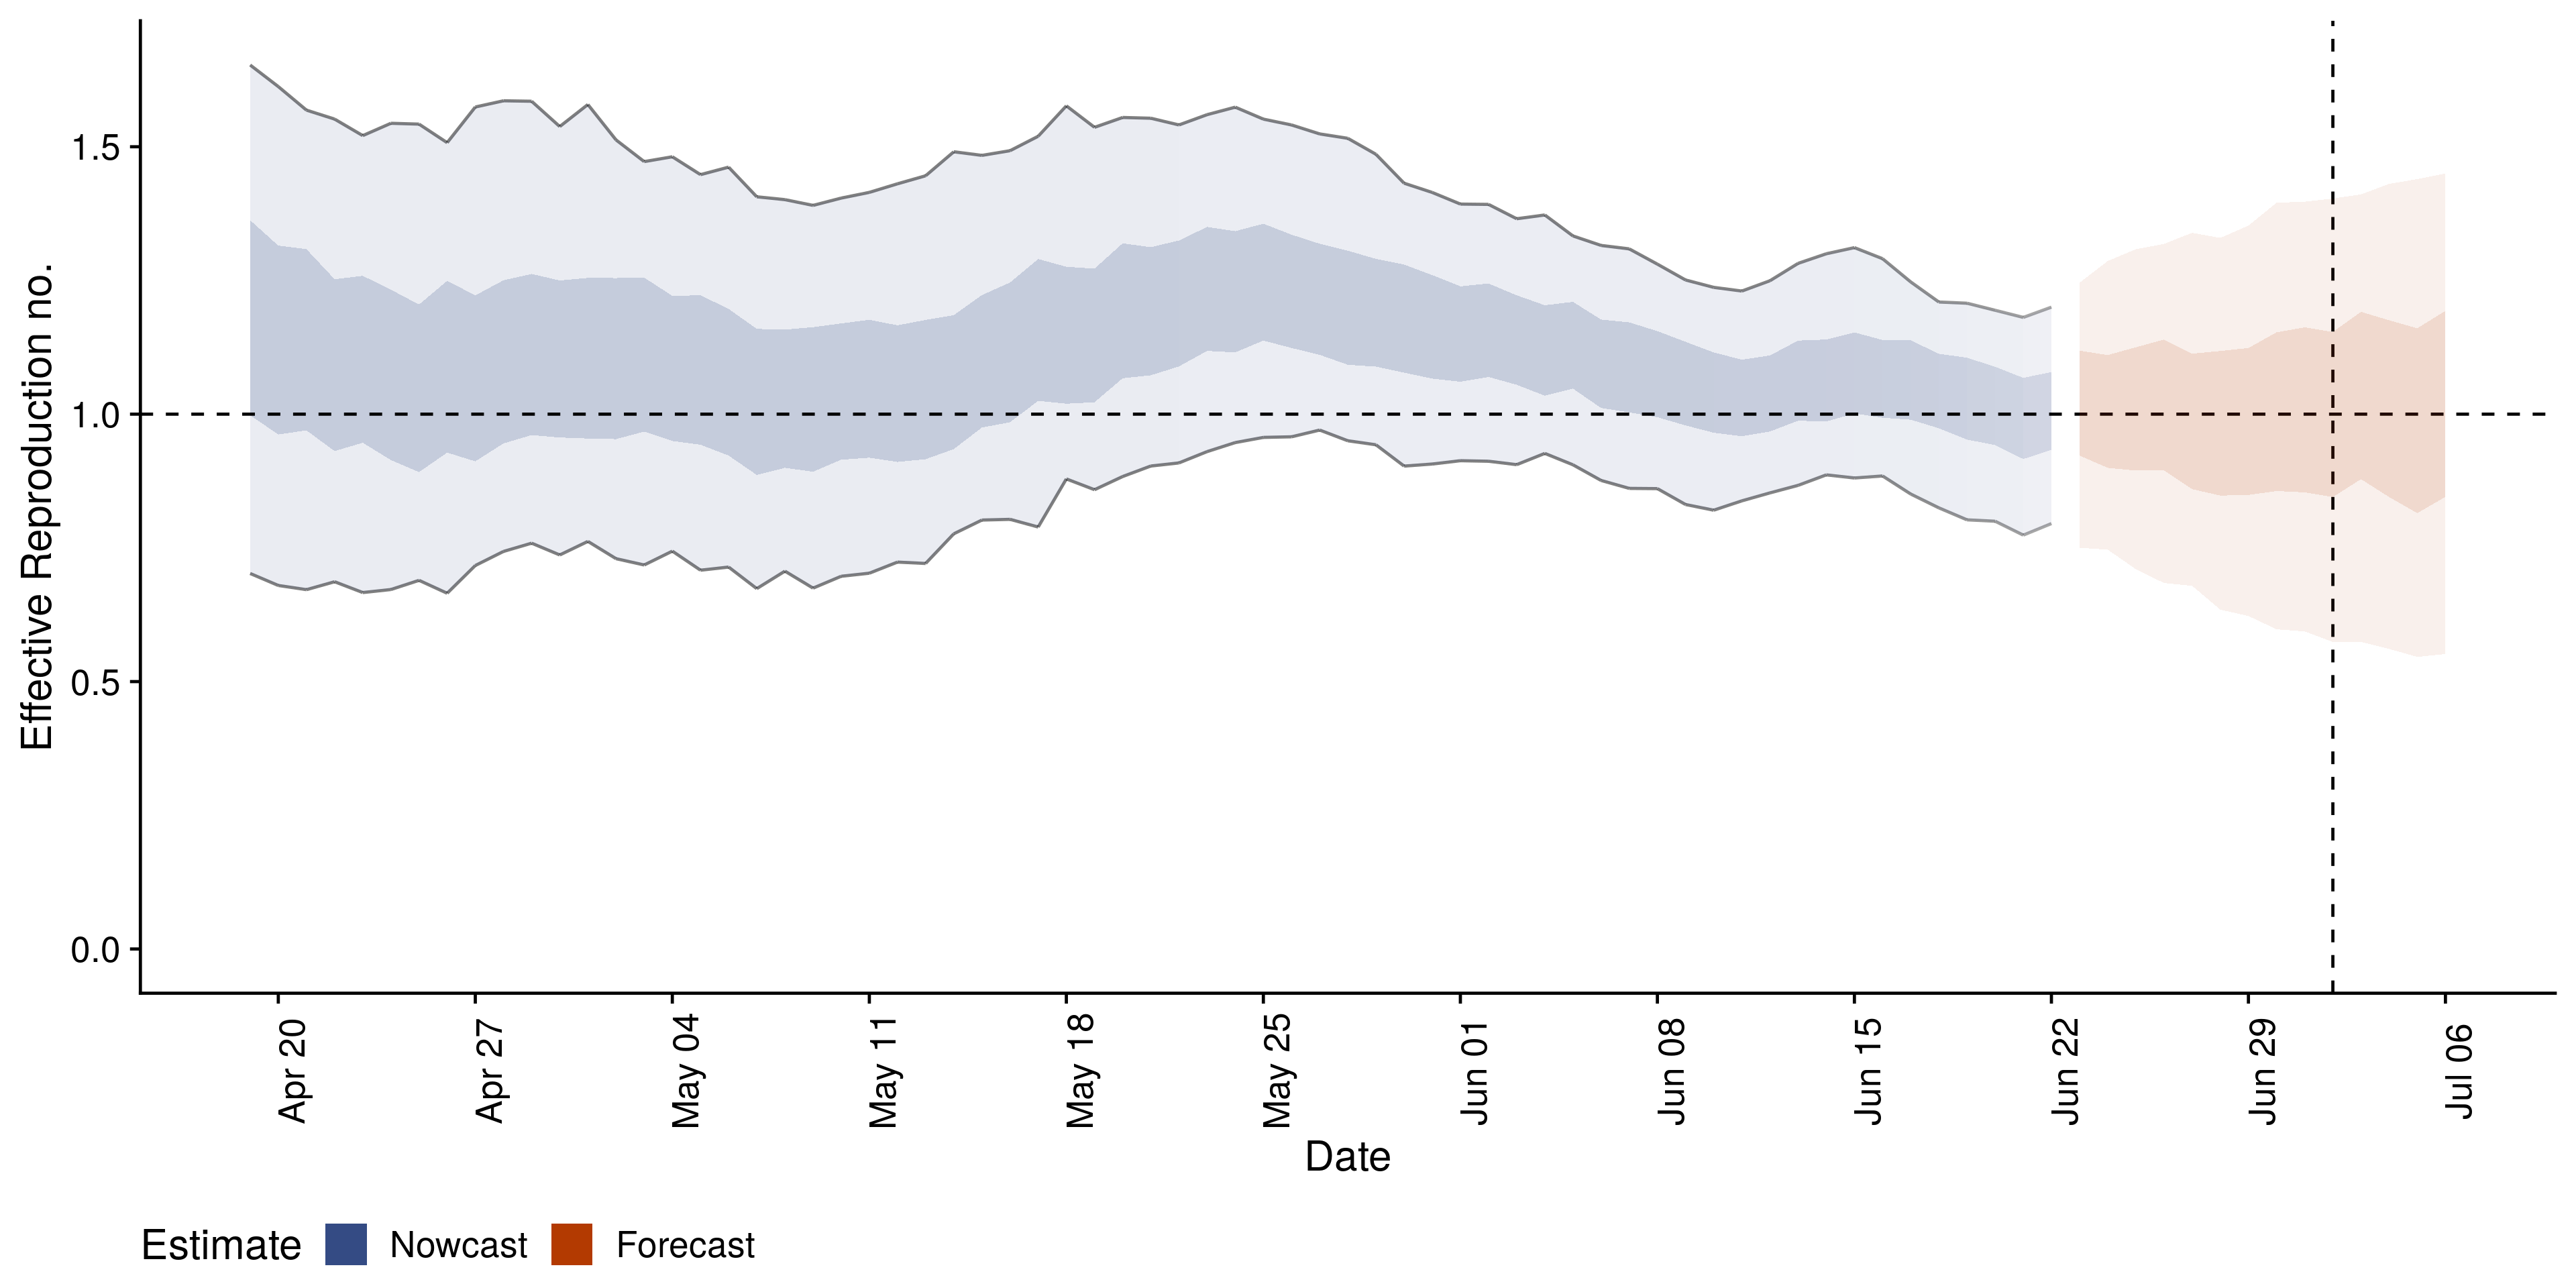 Effective Reproduction no.
1.5
1.0
0.5
0.0
Apr 20
Apr 27
May 04
May 11
May 18
May 25
Jun 01
Jun 08
Jun 15
Jun 22
Jun 29
Jul 06
Date
Estimate Nowcast Forecast